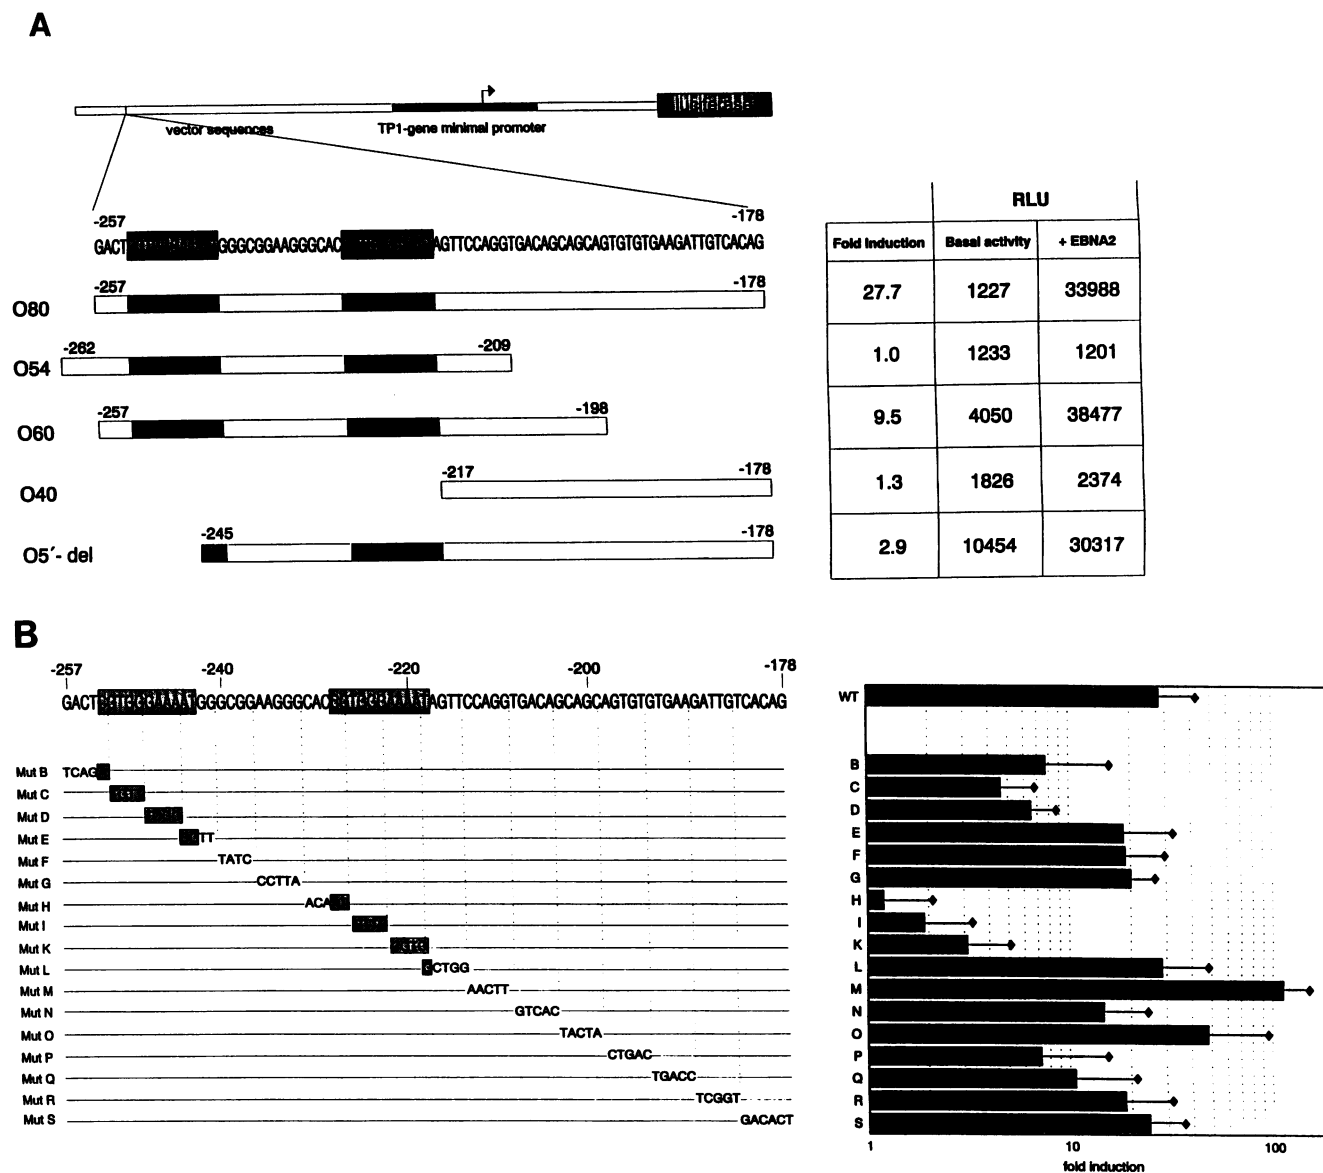 A
vector sequences
TP1-gene minimal promoter
-257
-178
GACT
GGGCGGAAGGGCAC
AGTTCCAGGTGACAGCAGCAGTGTGTGAAGATTGTCACAG
RLU
Fold Induction
Basal activity
+ EBNA2
O80
-257
-178
27.7
1227
33988
O54
-262
-209
1.0
1233
1201
O60
-257
-198
9.5
4050
38477
O40
-217
-178
1.3
1826
2374
O5´- del
-245
-178
2.9
10454
30317
B
-257
-240
-220
-200
-178
GACT
GGGCGGAAGGGCAC
AGTTCCAGGTGACAGCAGCAGTGTGTGAAGATTGTCACAG
Mut B
TCAG
Mut C
Mut D
Mut E
TT
Mut F
TATC
Mut G
CCTTA
Mut H
ACA
Mut I
Mut K
Mut L
CTGG
Mut M
AACTT
Mut N
GTCAC
Mut O
TACTA
Mut P
CTGAC
Mut Q
TGACC
Mut R
TCGGT
Mut S
GACACT
WT
B
C
D
E
F
G
H
I
K
L
M
N
O
P
Q
R
S
1
10
100
fold induction